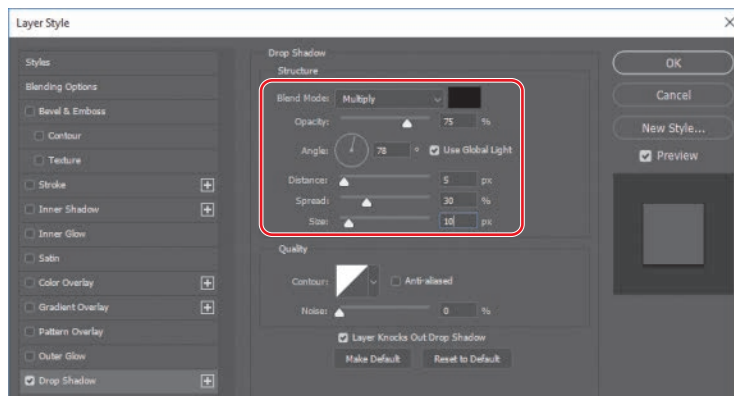 Layer Style
Styles
Blending Options
Bevel & Emboss
Contour
Texture
Stroke
Inner Shadow
Inner Glow
Satin
Color Overlay
Gradient Overlay
Pattern Overlay
Outer Glow
Drop Shadow
Drop Shadow
Structure
Blend Mode: Multiply
Opacity: 75 %
Angle: 78 ° Use Global Light
Distance: 5 px
Spread: 30 %
Size: 10 px
Quality
Contour: Anti-aliased
Noise: 0 %
Layer Knocks Out Drop Shadow
Make Default Reset to Default
OK
Cancel
New Style...
Preview